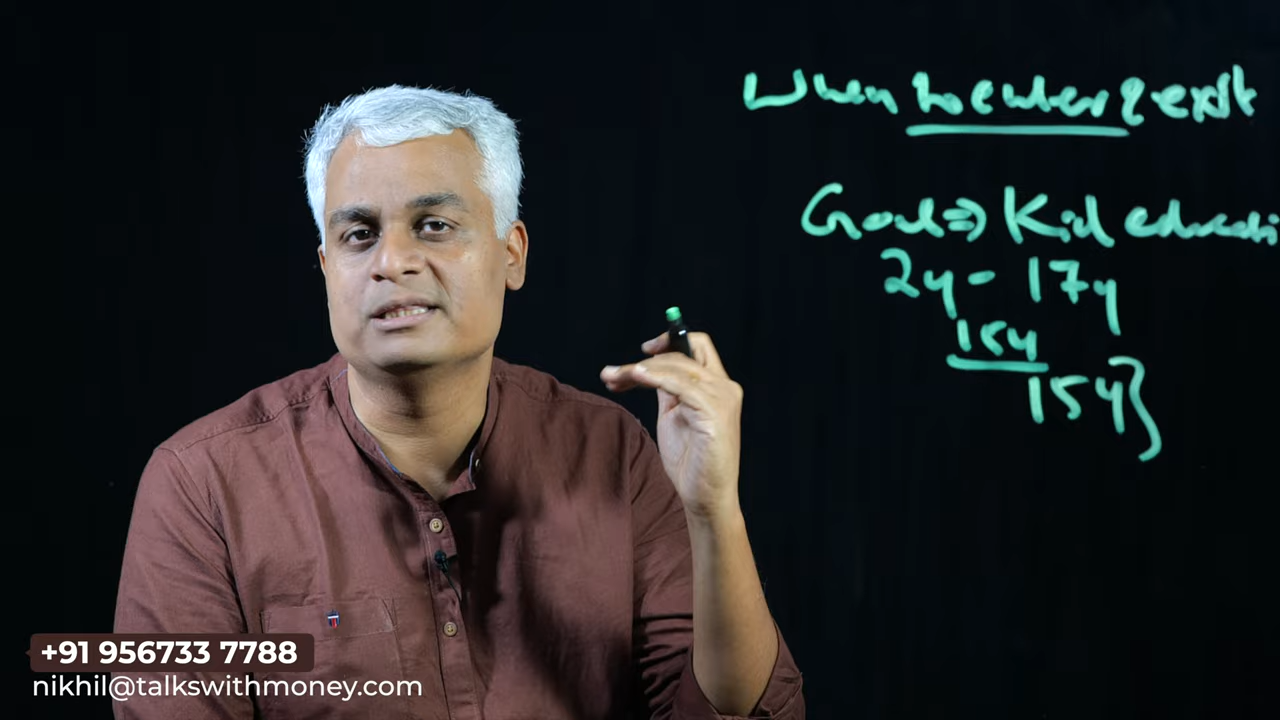 When to enter & exit
Goal ⇒ Kid educati
2y - 17y
15y
15y}
+91 956733 7788
nikhil@talkswithmoney.com